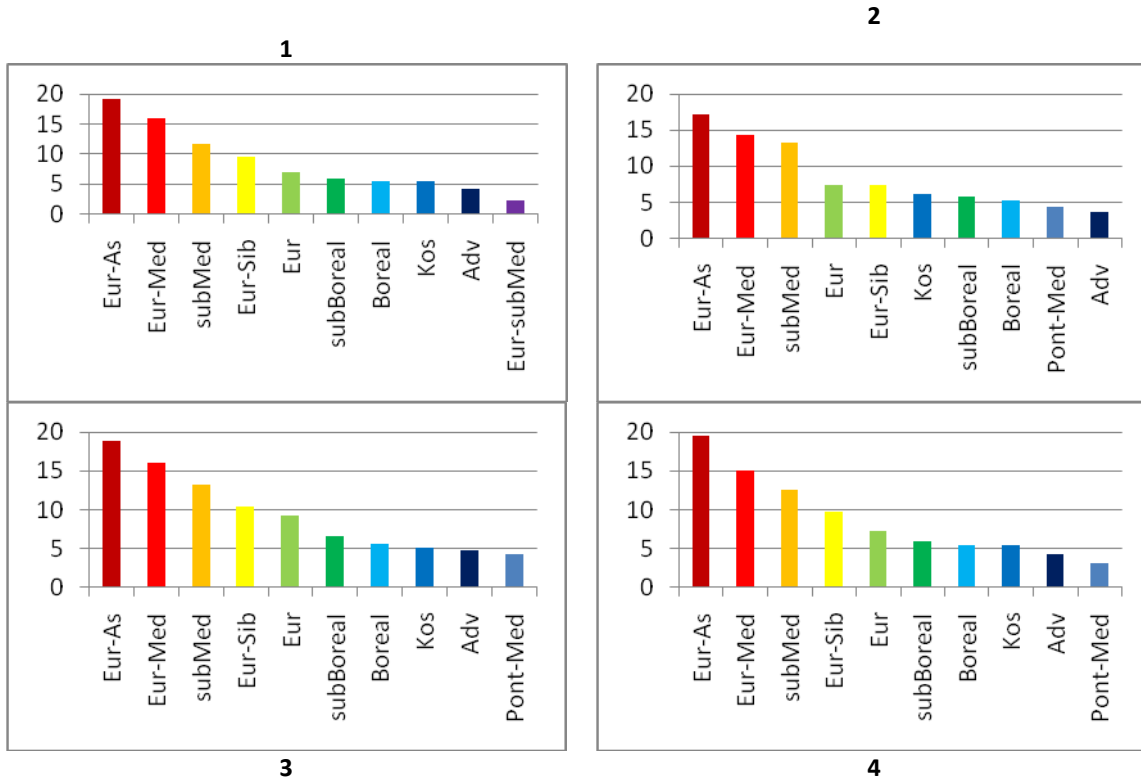 2
1
20
15
10
5
0
Eur-As
Eur-Med
subMed
Eur-Sib
Eur
subBoreal
Boreal
Kos
Adv
Eur-subMed
20
15
10
5
0
Eur-As
Eur-Med
subMed
Eur
Eur-Sib
Kos
subBoreal
Boreal
Pont-Med
Adv
20
15
10
5
0
Eur-As
Eur-Med
subMed
Eur-Sib
Eur
subBoreal
Boreal
Kos
Adv
Pont-Med
20
15
10
5
0
Eur-As
Eur-Med
subMed
Eur-Sib
Eur
subBoreal
Boreal
Kos
Adv
Pont-Med
3
4